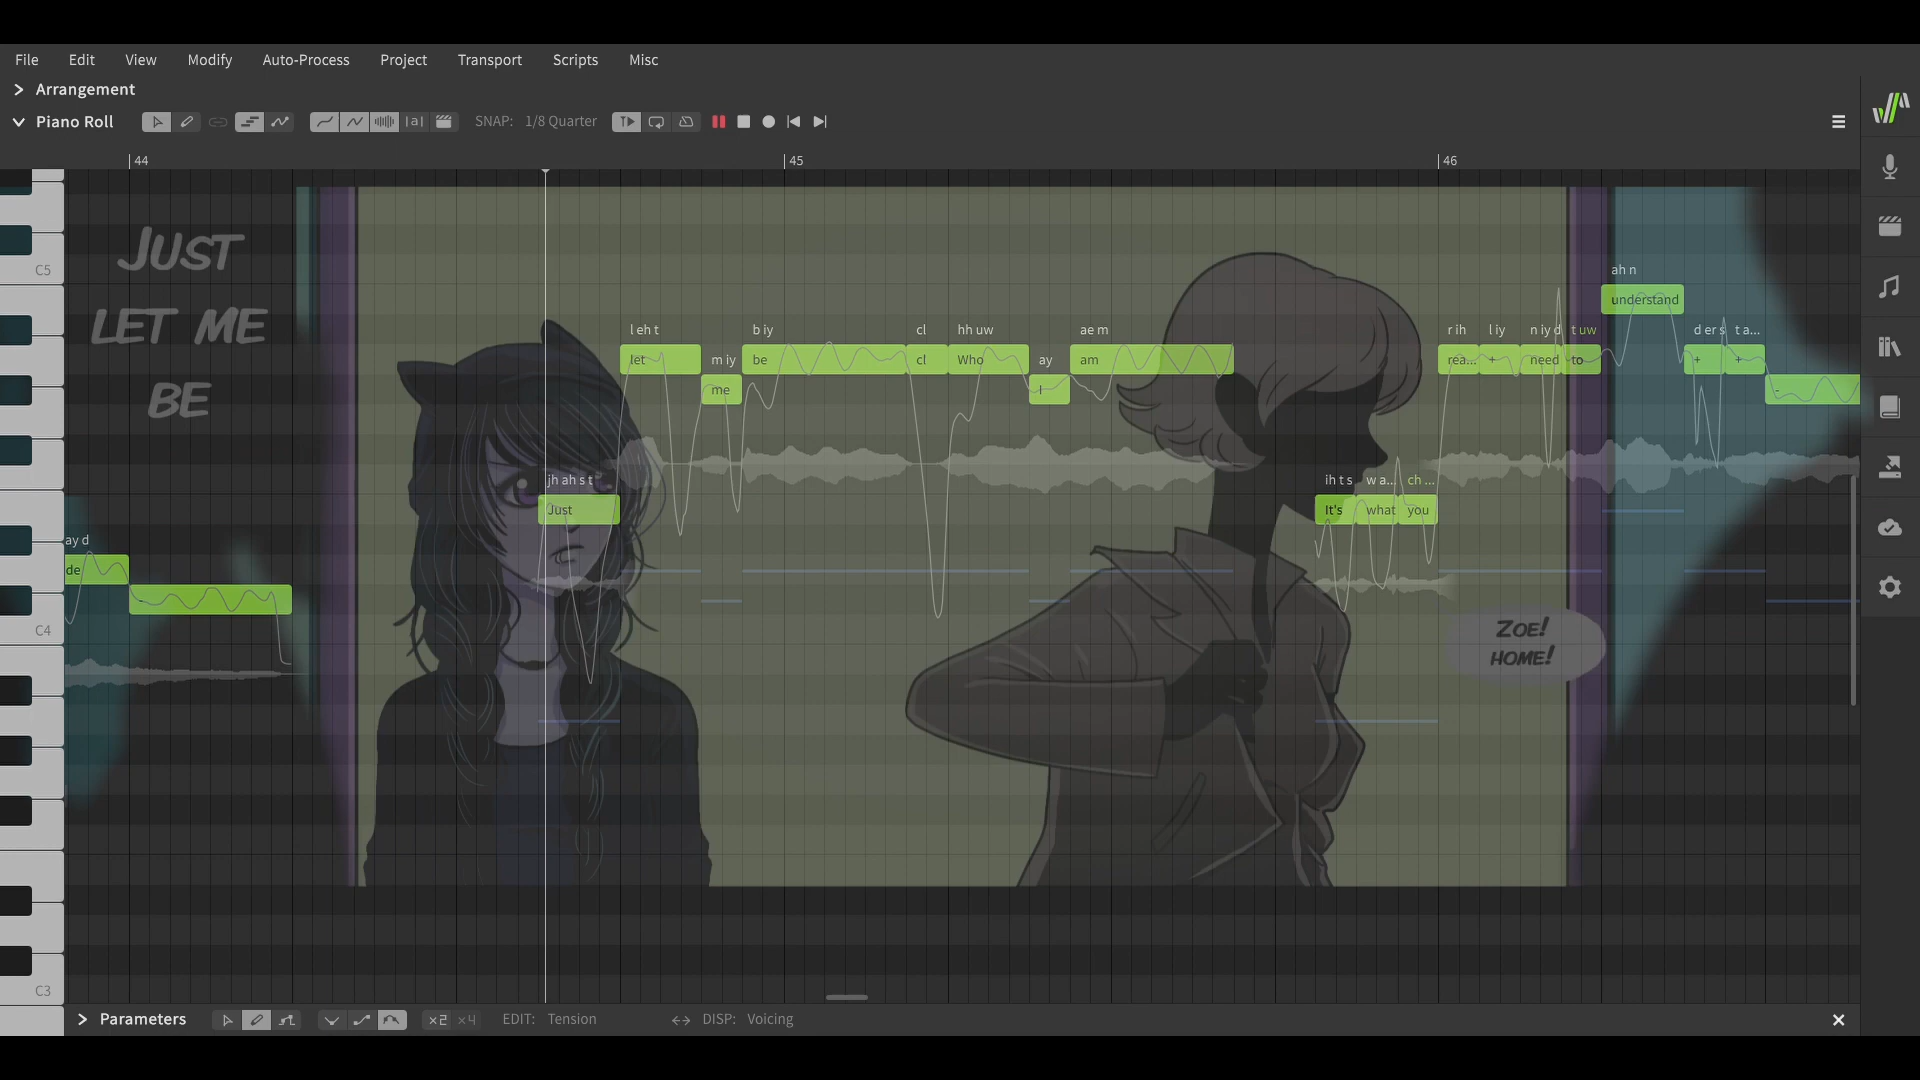 File Edit View Modify Auto-Process Project Transport Scripts Misc
Arrangement
Piano Roll |a| SNAP: 1/8 Quarter
44 45 46
JUST
LET ME
BE
C5
ah n
understand
l eh t b iy cl hh uw ae m r ih l iy n iy d t uw d er s t a...
let m iy be cl Who ay am rea... + need to + +
me I -
jh ah s t ih t s w a... ch ...
Just It's what you
ay d
de
-
C4
ZOE!
HOME!
C3
Parameters ×2 ×4 EDIT: Tension DISP: Voicing